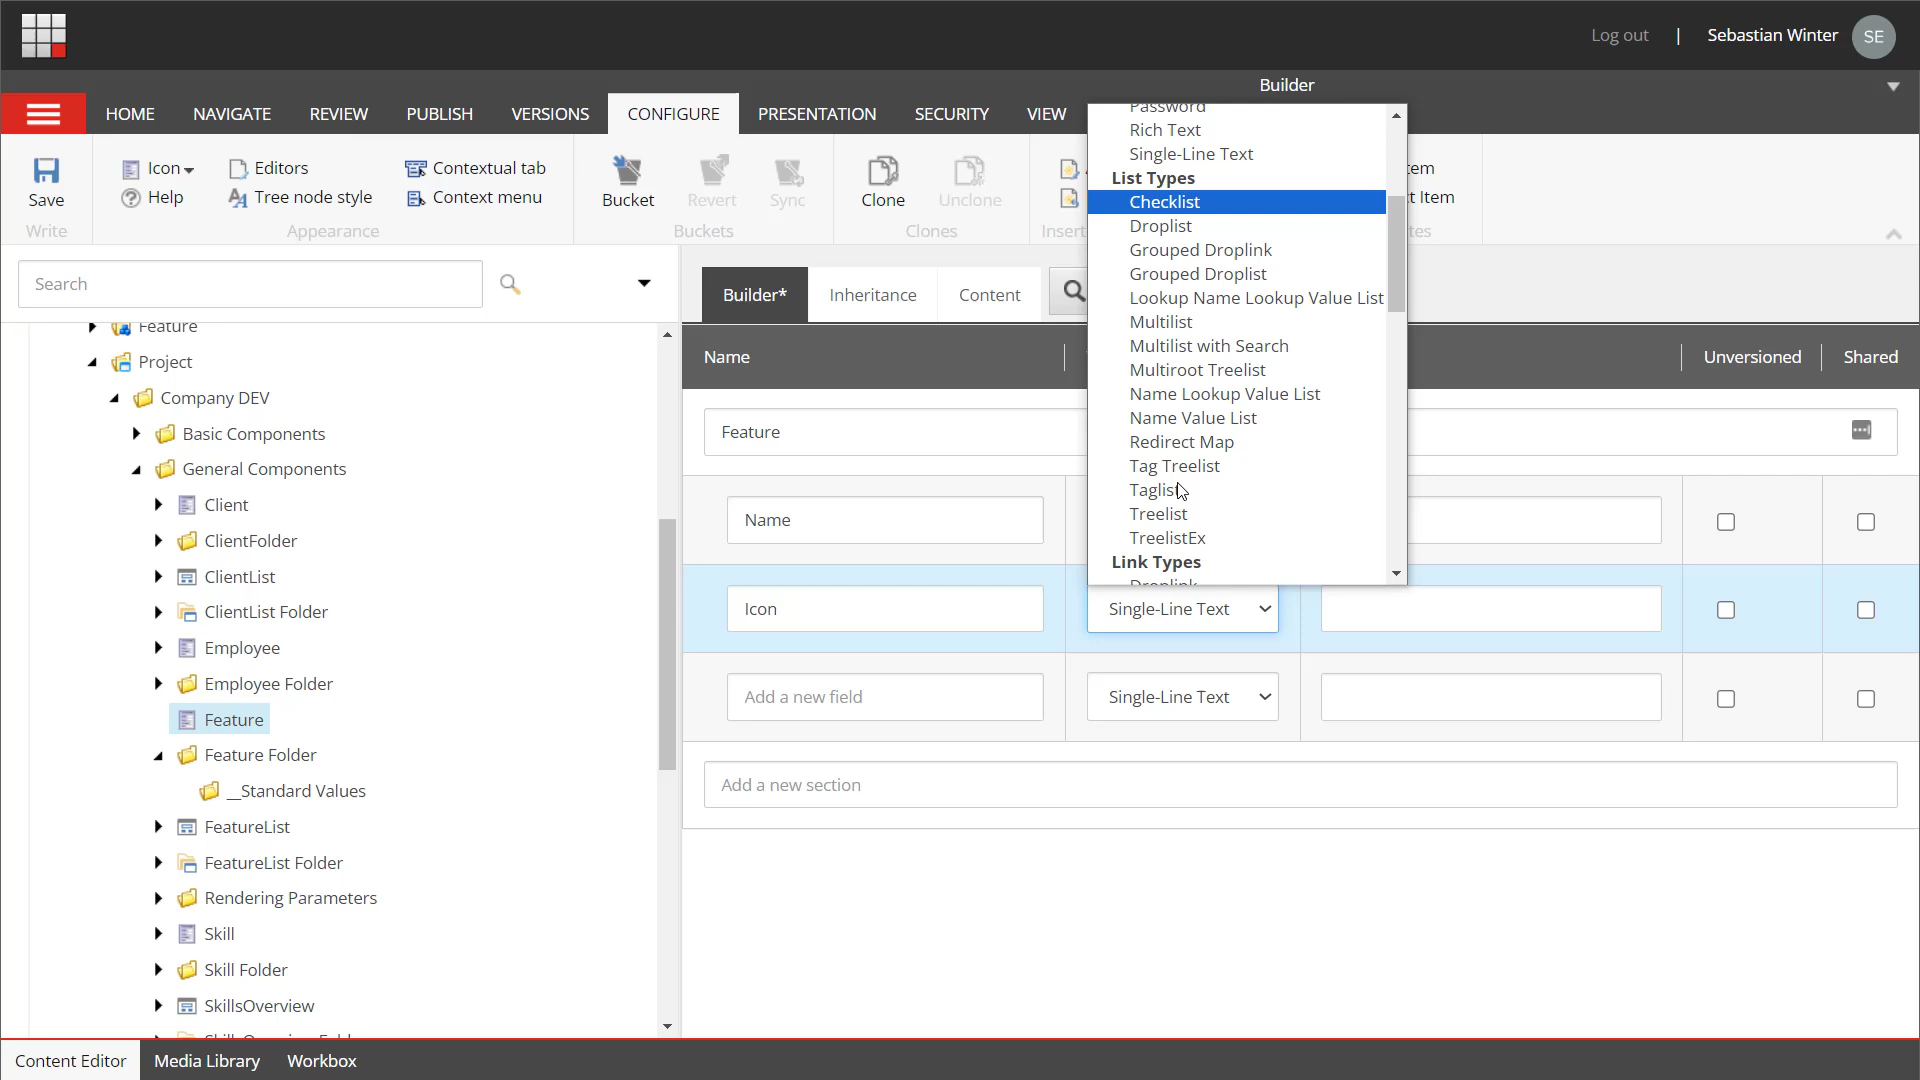 Log out | Sebastian Winter SE
Builder
HOME NAVIGATE REVIEW PUBLISH VERSIONS CONFIGURE PRESENTATION SECURITY VIEW
Save
Write
Icon
Help
Editors
Tree node style
Contextual tab
Context menu
Appearance
Bucket
Revert
Sync
Buckets
Clone
Unclone
Clones
Insert
em
t Item
tes
Search
Feature
Project
Company DEV
Basic Components
General Components
Client
ClientFolder
ClientList
ClientList Folder
Employee
Employee Folder
Feature
Feature Folder
__Standard Values
FeatureList
FeatureList Folder
Rendering Parameters
Skill
Skill Folder
SkillsOverview
Builder* Inheritance Content
Name Unversioned Shared
Feature
Name
Icon Single-Line Text
Add a new field Single-Line Text
Add a new section
Password
Rich Text
Single-Line Text
List Types
Checklist
Droplist
Grouped Droplink
Grouped Droplist
Lookup Name Lookup Value List
Multilist
Multilist with Search
Multiroot Treelist
Name Lookup Value List
Name Value List
Redirect Map
Tag Treelist
Taglist
Treelist
TreelistEx
Link Types
Droplink
Content Editor Media Library Workbox